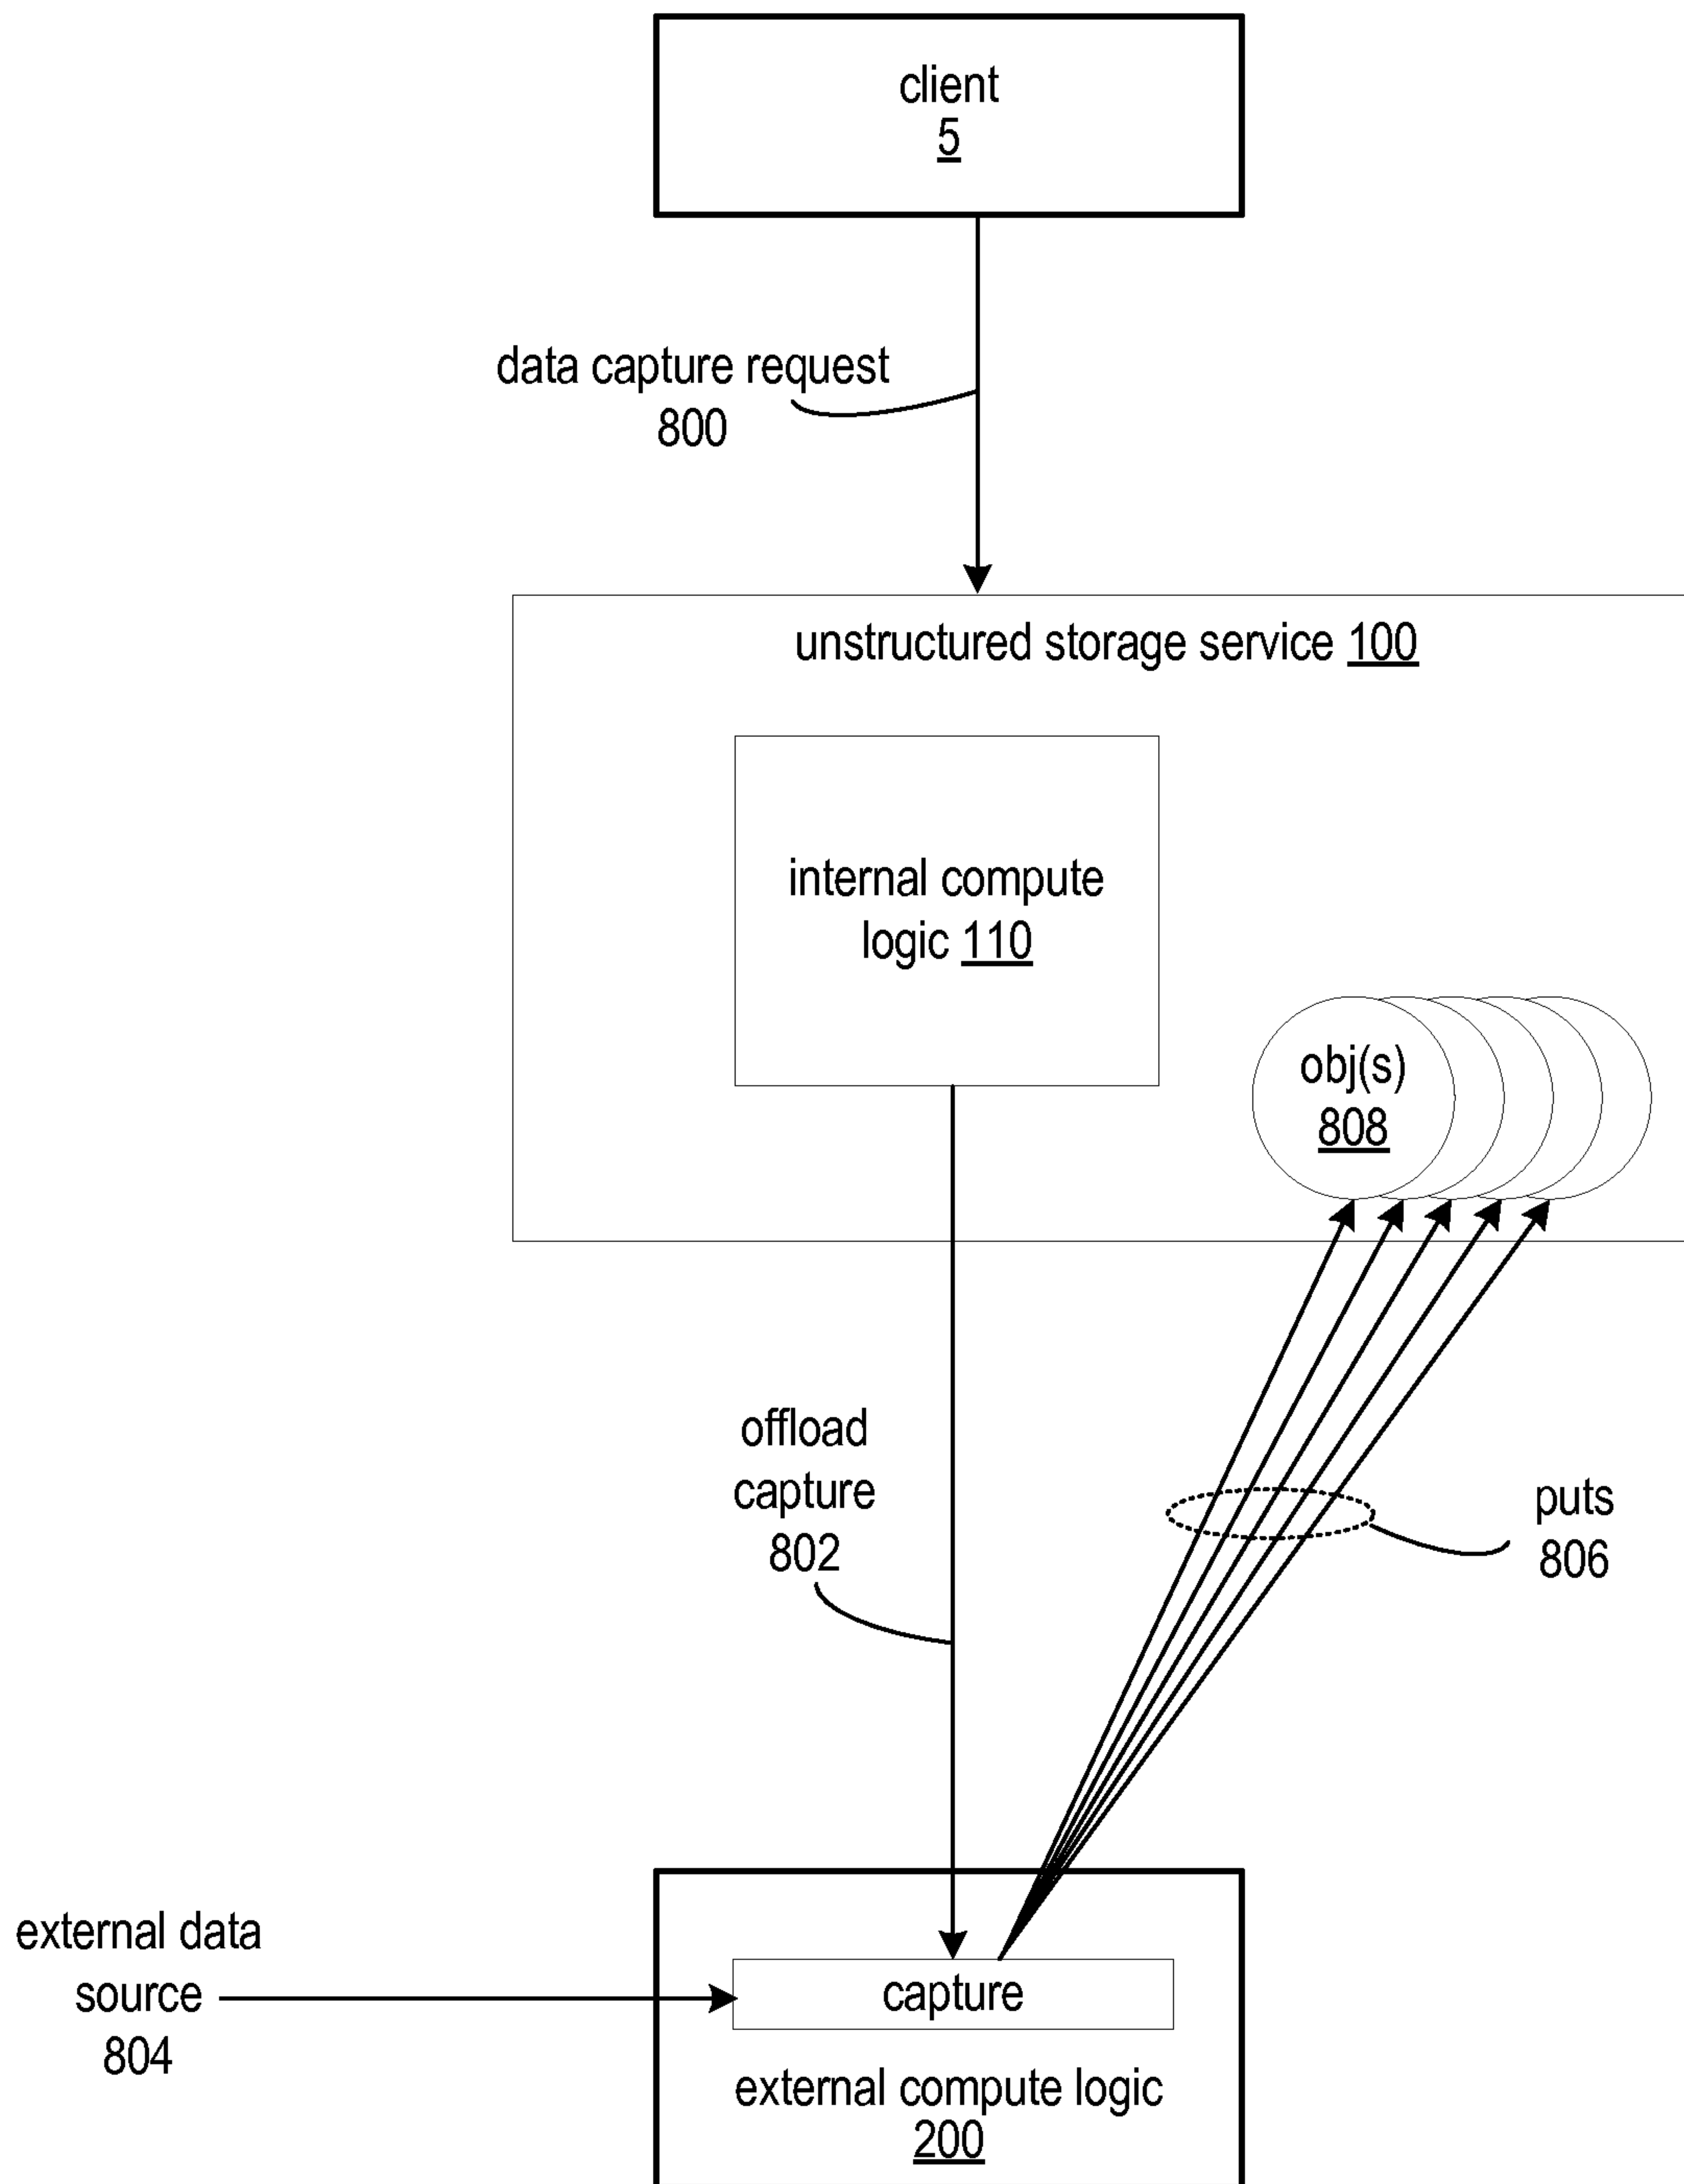 client
5
data capture request
800
unstructured storage service 100
internal compute
logic 110
obj(s)
808
offload
capture
802
puts
806
external data
source
804
capture
external compute logic
200